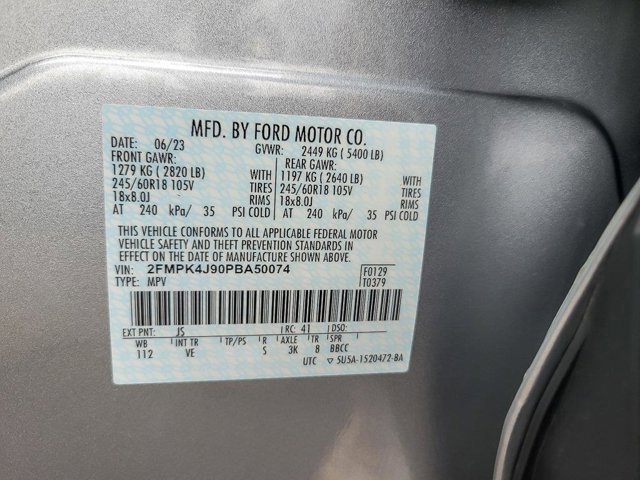 MFD. BY FORD MOTOR CO.
DATE: 06/23 GVWR: 2449 KG ( 5400 LB)
FRONT GAWR: REAR GAWR:
1279 KG ( 2820 LB) WITH 1197 KG ( 2640 LB) WITH
245/60R18 105V TIRES 245/60R18 105V TIRES
18x8.0J RIMS 18x8.0J RIMS
AT 240 kPa/ 35 PSI COLD AT 240 kPa/ 35 PSI COLD
THIS VEHICLE CONFORMS TO ALL APPLICABLE FEDERAL MOTOR
VEHICLE SAFETY AND THEFT PREVENTION STANDARDS IN
EFFECT ON THE DATE OF MANUFACTURE SHOWN ABOVE.
VIN: 2FMPK4J90PBA50074 F0129
TYPE: MPV T0379
EXT PNT: JS RC: 41 DSO:
WB INT TR TP/PS R AXLE TR SPR
112 VE S 3K 8 BBCC
UTC ▽ 5U5A-1520472-BA